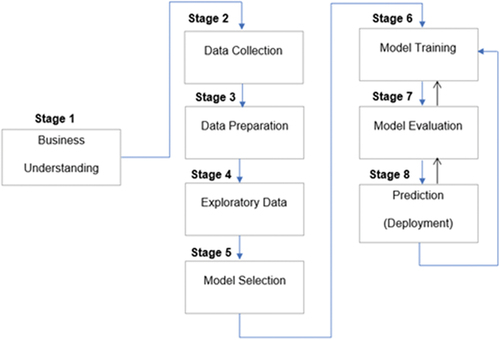 Stage 1
Business
Understanding
Stage 2
Data Collection
Stage 3
Data Preparation
Stage 4
Exploratory Data
Stage 5
Model Selection
Stage 6
Model Training
Stage 7
Model Evaluation
Stage 8
Prediction
(Deployment)